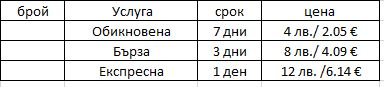 брой Услуга срок цена
Обикновена 7 дни 4 лв./ 2.05 €
Бърза 3 дни 8 лв./ 4.09 €
Експресна 1 ден 12 лв. /6.14 €